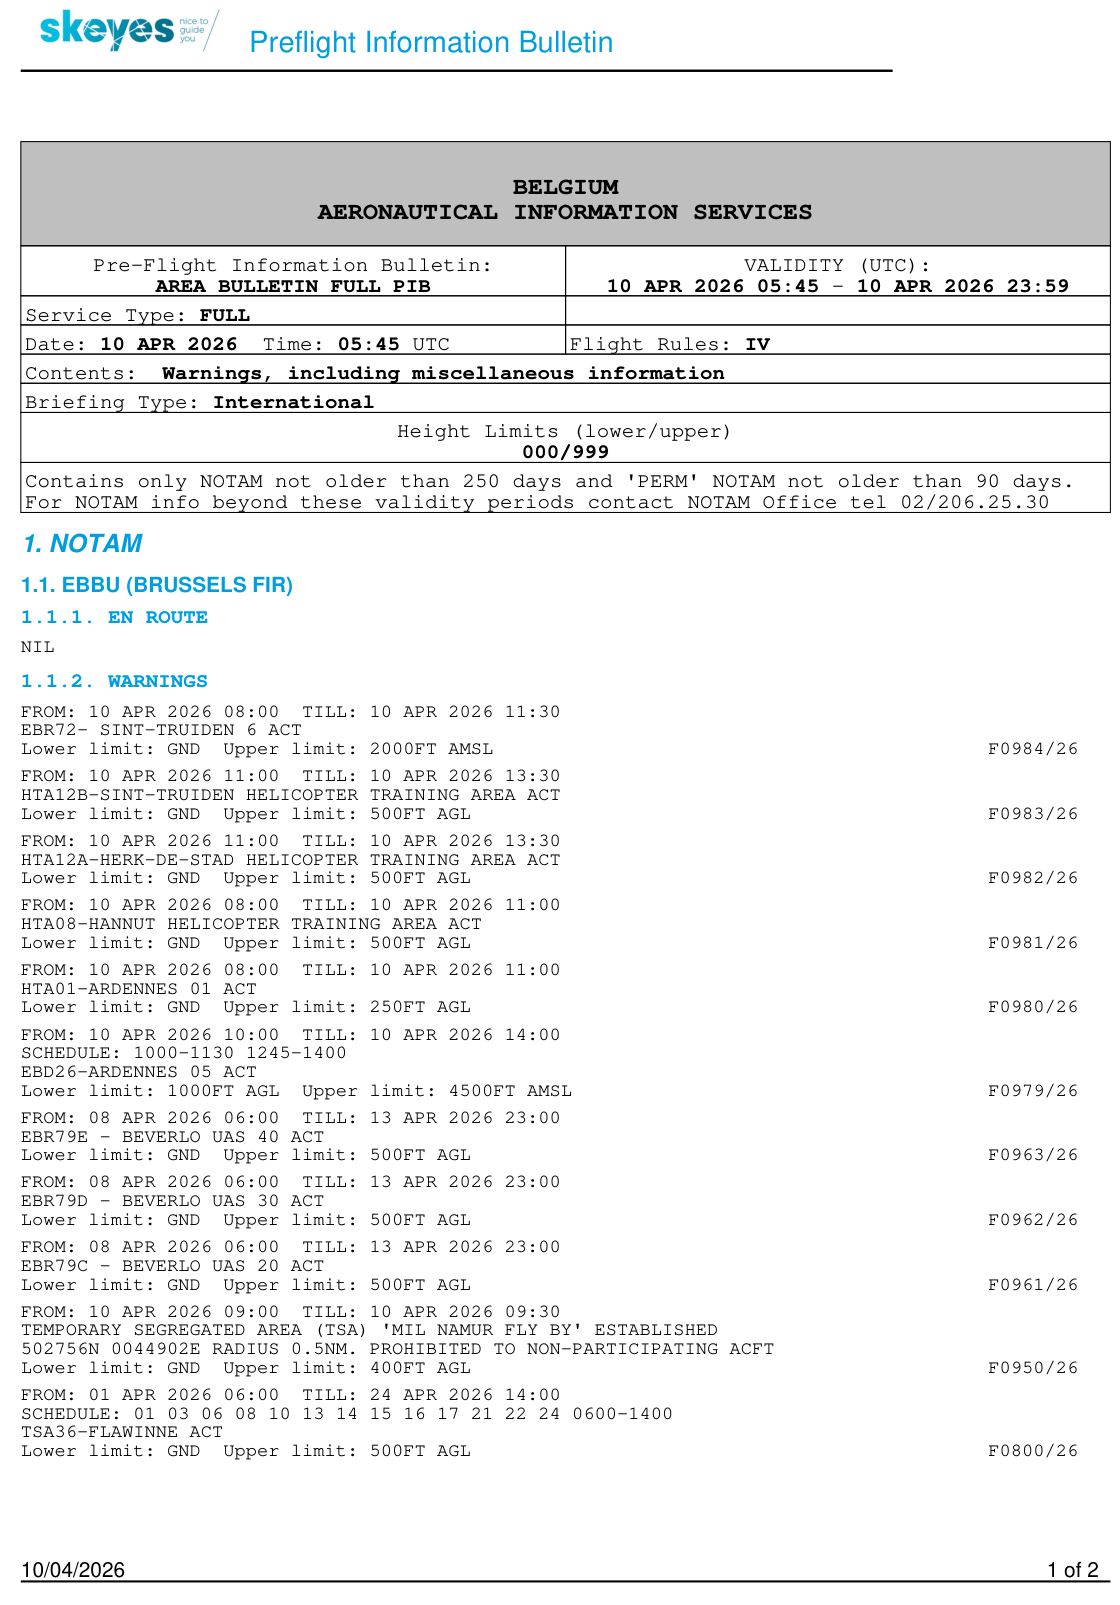 skeyes nice to guide you
Preflight Information Bulletin
BELGIUM
AERONAUTICAL INFORMATION SERVICES
Pre-Flight Information Bulletin:
AREA BULLETIN FULL PIB
VALIDITY (UTC):
10 APR 2026 05:45 - 10 APR 2026 23:59
Service Type: FULL
Date: 10 APR 2026 Time: 05:45 UTC
Flight Rules: IV
Contents: Warnings, including miscellaneous information
Briefing Type: International
Height Limits (lower/upper)
000/999
Contains only NOTAM not older than 250 days and 'PERM' NOTAM not older than 90 days.
For NOTAM info beyond these validity periods contact NOTAM Office tel 02/206.25.30
1. NOTAM
1.1. EBBU (BRUSSELS FIR)
1.1.1. EN ROUTE
NIL
1.1.2. WARNINGS
FROM: 10 APR 2026 08:00 TILL: 10 APR 2026 11:30
EBR72- SINT-TRUIDEN 6 ACT
Lower limit: GND Upper limit: 2000FT AMSL F0984/26
FROM: 10 APR 2026 11:00 TILL: 10 APR 2026 13:30
HTA12B-SINT-TRUIDEN HELICOPTER TRAINING AREA ACT
Lower limit: GND Upper limit: 500FT AGL F0983/26
FROM: 10 APR 2026 11:00 TILL: 10 APR 2026 13:30
HTA12A-HERK-DE-STAD HELICOPTER TRAINING AREA ACT
Lower limit: GND Upper limit: 500FT AGL F0982/26
FROM: 10 APR 2026 08:00 TILL: 10 APR 2026 11:00
HTA08-HANNUT HELICOPTER TRAINING AREA ACT
Lower limit: GND Upper limit: 500FT AGL F0981/26
FROM: 10 APR 2026 08:00 TILL: 10 APR 2026 11:00
HTA01-ARDENNES 01 ACT
Lower limit: GND Upper limit: 250FT AGL F0980/26
FROM: 10 APR 2026 10:00 TILL: 10 APR 2026 14:00
SCHEDULE: 1000-1130 1245-1400
EBD26-ARDENNES 05 ACT
Lower limit: 1000FT AGL Upper limit: 4500FT AMSL F0979/26
FROM: 08 APR 2026 06:00 TILL: 13 APR 2026 23:00
EBR79E - BEVERLO UAS 40 ACT
Lower limit: GND Upper limit: 500FT AGL F0963/26
FROM: 08 APR 2026 06:00 TILL: 13 APR 2026 23:00
EBR79D - BEVERLO UAS 30 ACT
Lower limit: GND Upper limit: 500FT AGL F0962/26
FROM: 08 APR 2026 06:00 TILL: 13 APR 2026 23:00
EBR79C - BEVERLO UAS 20 ACT
Lower limit: GND Upper limit: 500FT AGL F0961/26
FROM: 10 APR 2026 09:00 TILL: 10 APR 2026 09:30
TEMPORARY SEGREGATED AREA (TSA) 'MIL NAMUR FLY BY' ESTABLISHED
502756N 0044902E RADIUS 0.5NM. PROHIBITED TO NON-PARTICIPATING ACFT
Lower limit: GND Upper limit: 400FT AGL F0950/26
FROM: 01 APR 2026 06:00 TILL: 24 APR 2026 14:00
SCHEDULE: 01 03 06 08 10 13 14 15 16 17 21 22 24 0600-1400
TSA36-FLAWINNE ACT
Lower limit: GND Upper limit: 500FT AGL F0800/26
10/04/2026 1 of 2